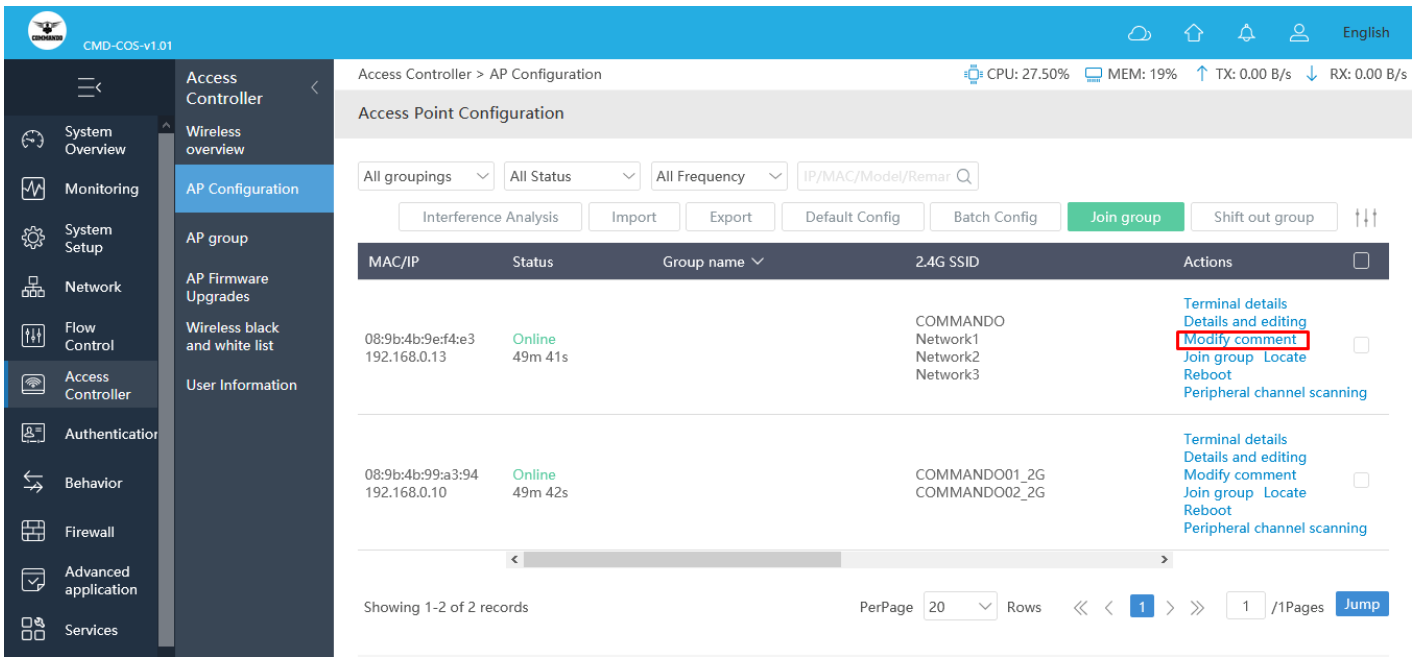 COMMANDO
CMD-COS-v1.01
English
Access Controller
Access Controller > AP Configuration
CPU: 27.50%
MEM: 19%
TX: 0.00 B/s
RX: 0.00 B/s
Access Point Configuration
System
Overview
Monitoring
System
Setup
Network
Flow
Control
Access
Controller
Authentication
Behavior
Firewall
Advanced
application
Services
Wireless
overview
AP Configuration
AP group
AP Firmware
Upgrades
Wireless black
and white list
User Information
All groupings
All Status
All Frequency
IP/MAC/Model/Remar
Interference Analysis
Import
Export
Default Config
Batch Config
Join group
Shift out group
MAC/IP
Status
Group name
2.4G SSID
Actions
08:9b:4b:9e:f4:e3
192.168.0.13
Online
49m 41s
COMMANDO
Network1
Network2
Network3
Terminal details
Details and editing
Modify comment
Join group Locate
Reboot
Peripheral channel scanning
08:9b:4b:99:a3:94
192.168.0.10
Online
49m 42s
COMMANDO01_2G
COMMANDO02_2G
Terminal details
Details and editing
Modify comment
Join group Locate
Reboot
Peripheral channel scanning
Showing 1-2 of 2 records
PerPage 20 Rows
1
1 /1Pages
Jump